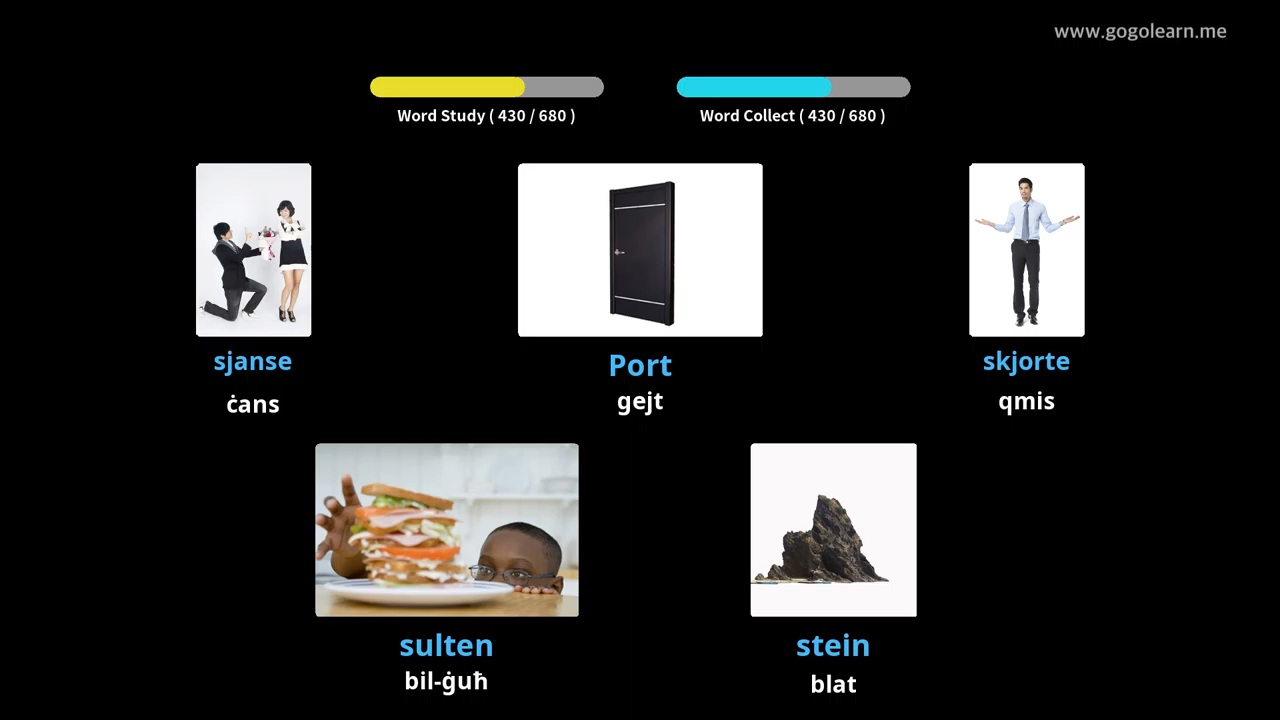 www.gogolearn.me
Word Study ( 430 / 680 )
Word Collect ( 430 / 680 )
sjanse
ċans
Port
gejt
skjorte
qmis
sulten
bil-ġuħ
stein
blat